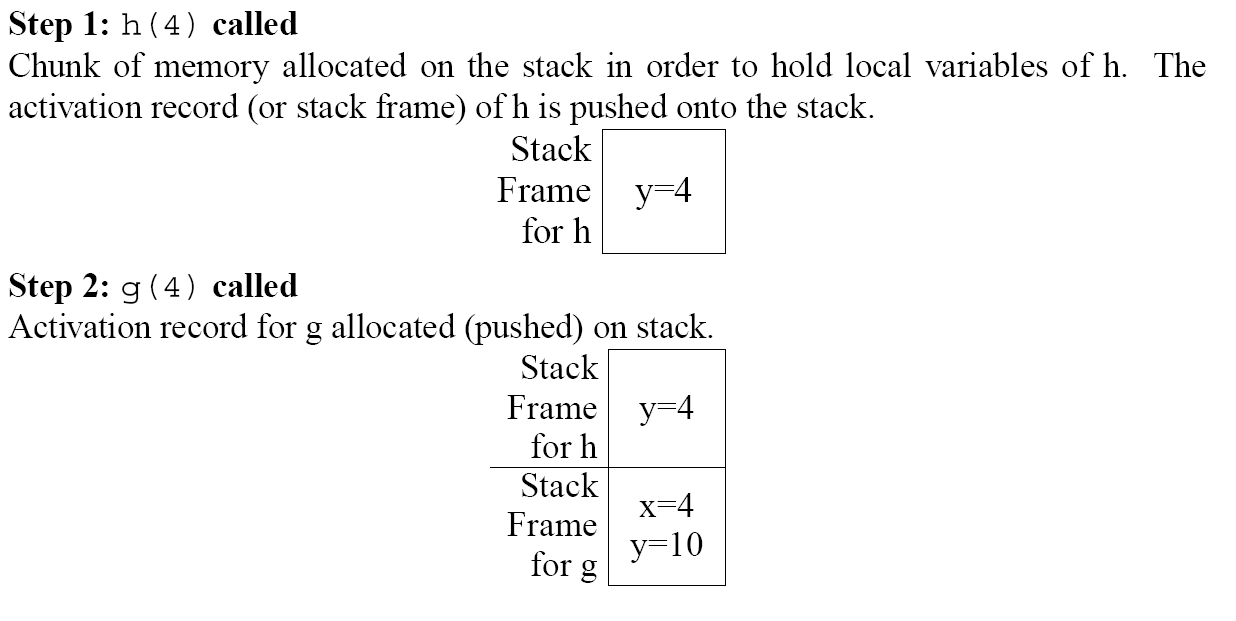 Step 1: h(4) called
Chunk of memory allocated on the stack in order to hold local variables of h. The
activation record (or stack frame) of h is pushed onto the stack.
Stack
Frame
for h
y=4
Step 2: g(4) called
Activation record for g allocated (pushed) on stack.
Stack
Frame
for h
y=4
Stack
Frame
for g
x=4
y=10